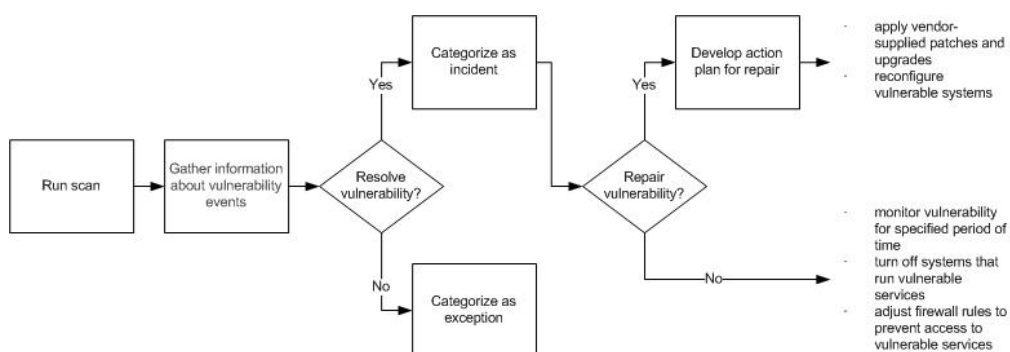 Run scan
Gather information
about vulnerability
events
Resolve
vulnerability?
Yes
No
Categorize as
incident
Categorize as
exception
Repair
vulnerability?
Yes
No
Develop action
plan for repair
· apply vendor-
supplied patches and
upgrades
· reconfigure
vulnerable systems
· monitor vulnerability
for specified period of
time
· turn off systems that
run vulnerable
services
· adjust firewall rules to
prevent access to
vulnerable services